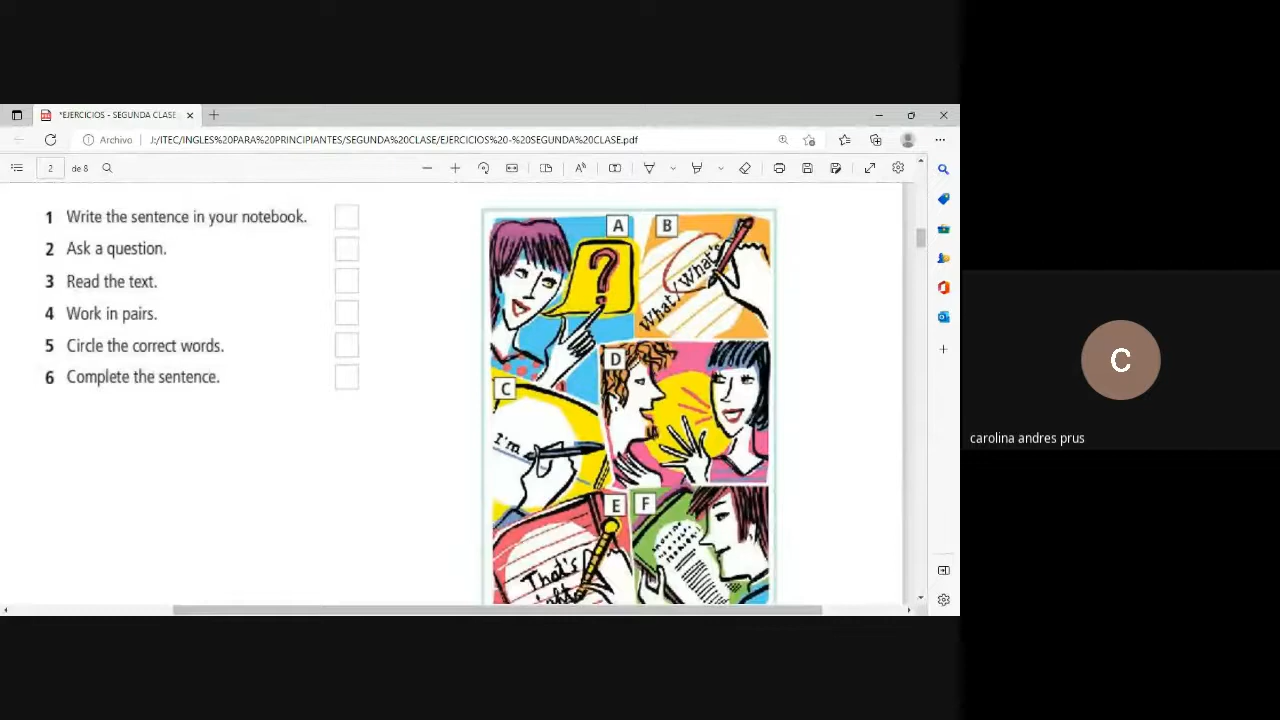 *EJERCICIOS - SEGUNDA CLASE
Archivo
J:/ITEC/INGLES%20PARA%20PRINCIPIANTES/SEGUNDA%20CLASE/EJERCICIOS%20-%20SEGUNDA%20CLASE.pdf
2 de 8
1 Write the sentence in your notebook.
2 Ask a question.
3 Read the text.
4 Work in pairs.
5 Circle the correct words.
6 Complete the sentence.
A
?
B
What/What's
C
I'm
D
E
That's
F
C
carolina andres prus